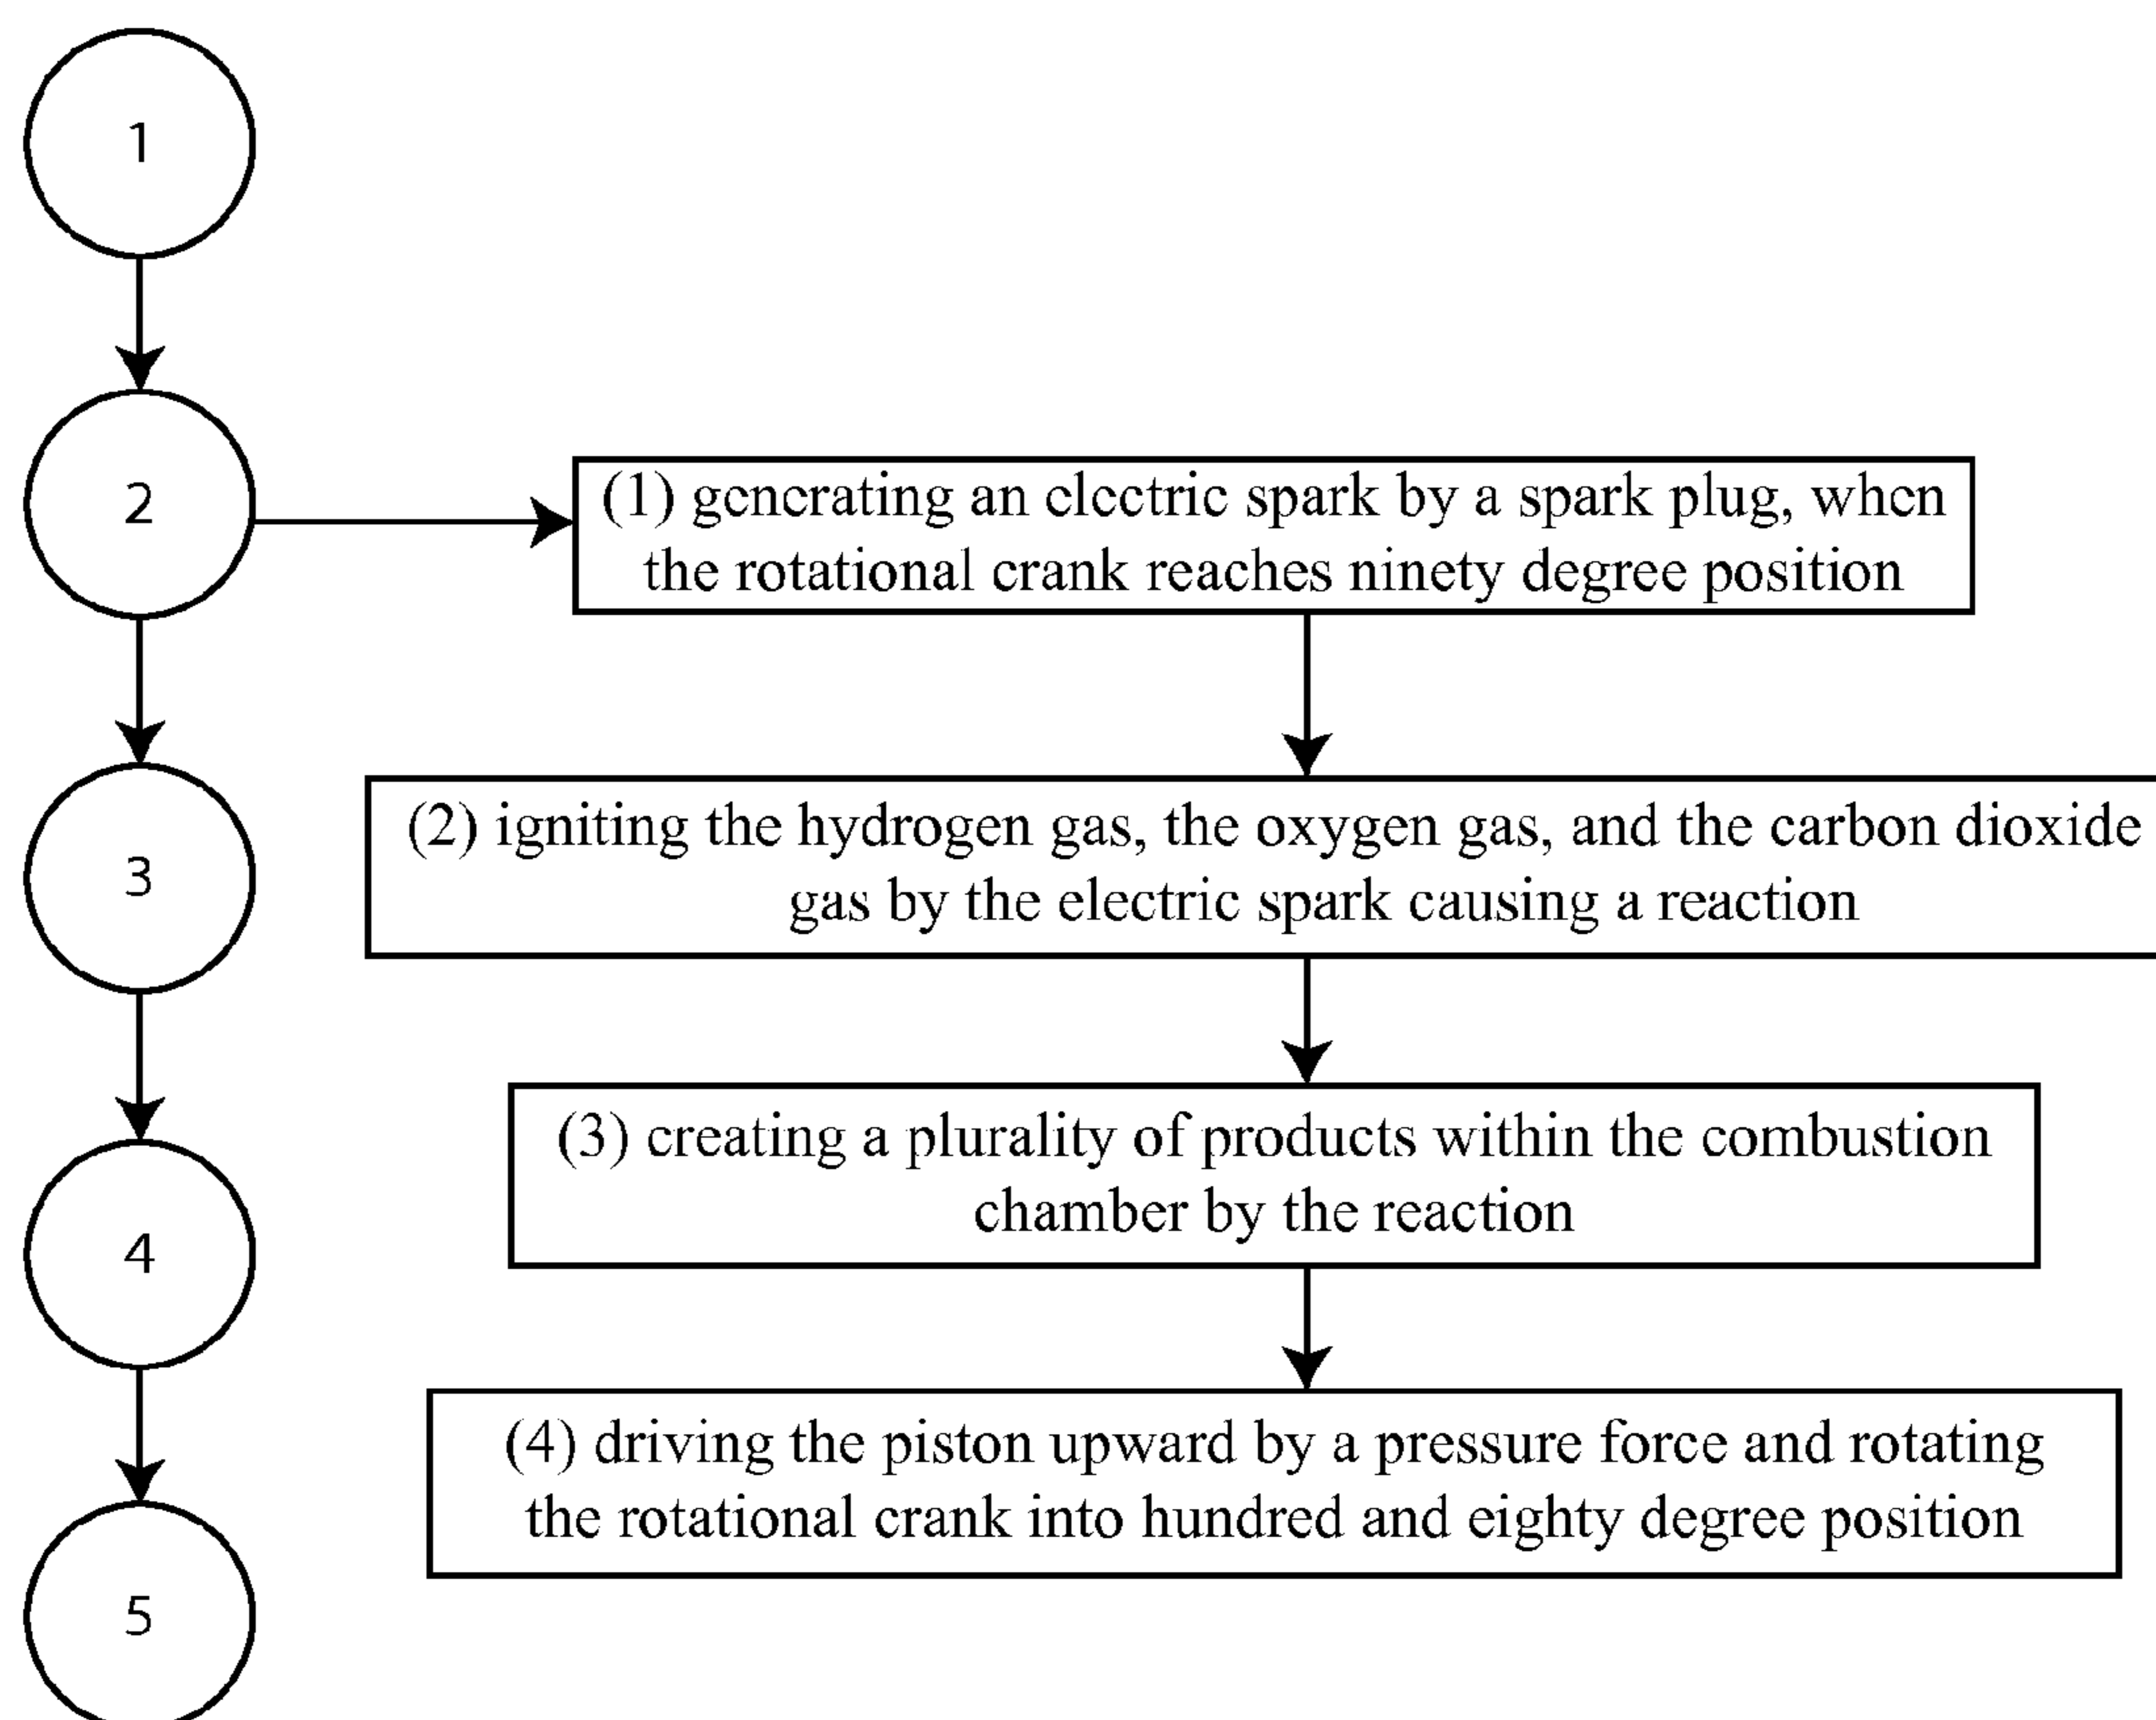 1
2
(1) generating an electric spark by a spark plug, when
the rotational crank reaches ninety degree position
3
(2) igniting the hydrogen gas, the oxygen gas, and the carbon dioxide
gas by the electric spark causing a reaction
4
(3) creating a plurality of products within the combustion
chamber by the reaction
5
(4) driving the piston upward by a pressure force and rotating
the rotational crank into hundred and eighty degree position